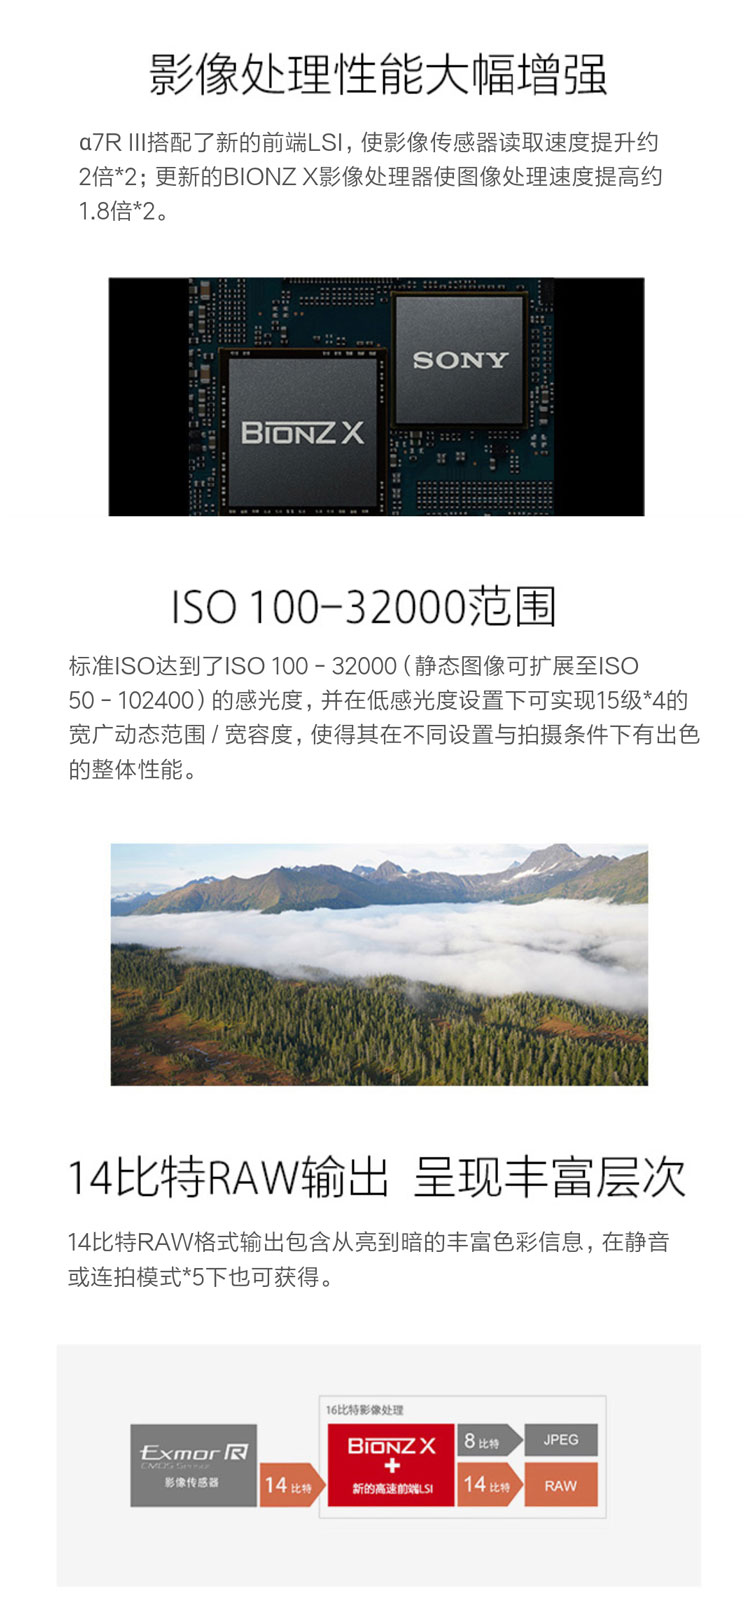 影像处理性能大幅增强
α7R III搭配了新的前端LSI，使影像传感器读取速度提升约
2倍*2；更新的BIONZ X影像处理器使图像处理速度提高约
1.8倍*2。
SONY
BIONZ X
ISO 100-32000范围
标准ISO达到了ISO 100 - 32000（静态图像可扩展至ISO
50 - 102400）的感光度，并在低感光度设置下可实现15级*4的
宽广动态范围 / 宽容度，使得其在不同设置与拍摄条件下有出色
的整体性能。
14比特RAW输出 呈现丰富层次
14比特RAW格式输出包含从亮到暗的丰富色彩信息，在静音
或连拍模式*5下也可获得。
16比特影像处理
Exmor R
CMOS Sensor
影像传感器
14比特
BIONZ X
+
新的高速前端LSI
8比特
JPEG
14比特
RAW